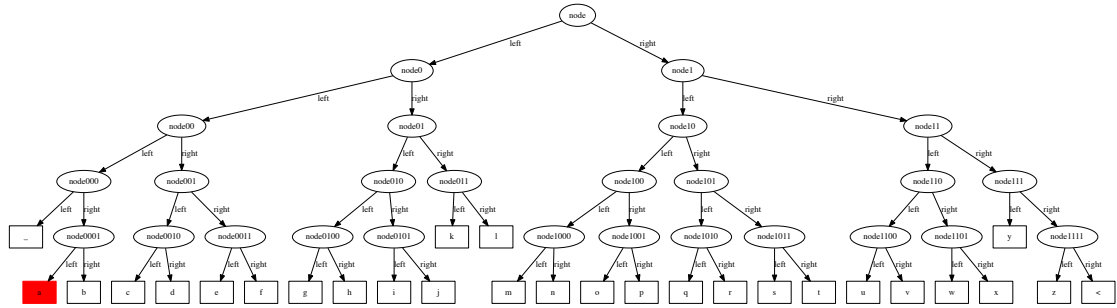 node
left right
node0 node1
left right left right
node00 node01 node10 node11
left right left right left right left right
node000 node001 node010 node011 node100 node101 node110 node111
left right left right left right left right left right left right left right left right
_ node0001 node0010 node0011 node0100 node0101 k l node1000 node1001 node1010 node1011 node1100 node1101 y node1111
left right left right left right left right left right left right left right left right left right left right left right left right
a b c d e f g h i j m n o p q r s t u v w x z <